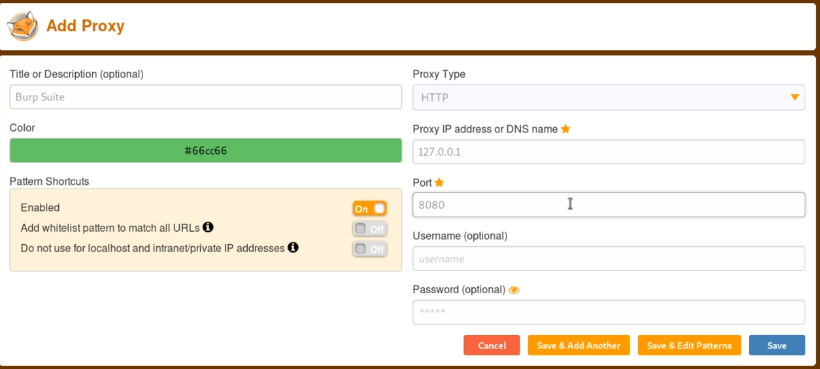 Add Proxy
Title or Description (optional)
Burp Suite
Color
#66cc66
Pattern Shortcuts
Enabled
On
Add whitelist pattern to match all URLs
Off
Do not use for localhost and intranet/private IP addresses
Off
Proxy Type
HTTP
Proxy IP address or DNS name
127.0.0.1
Port
8080
Username (optional)
username
Password (optional)
*****
Cancel
Save & Add Another
Save & Edit Patterns
Save